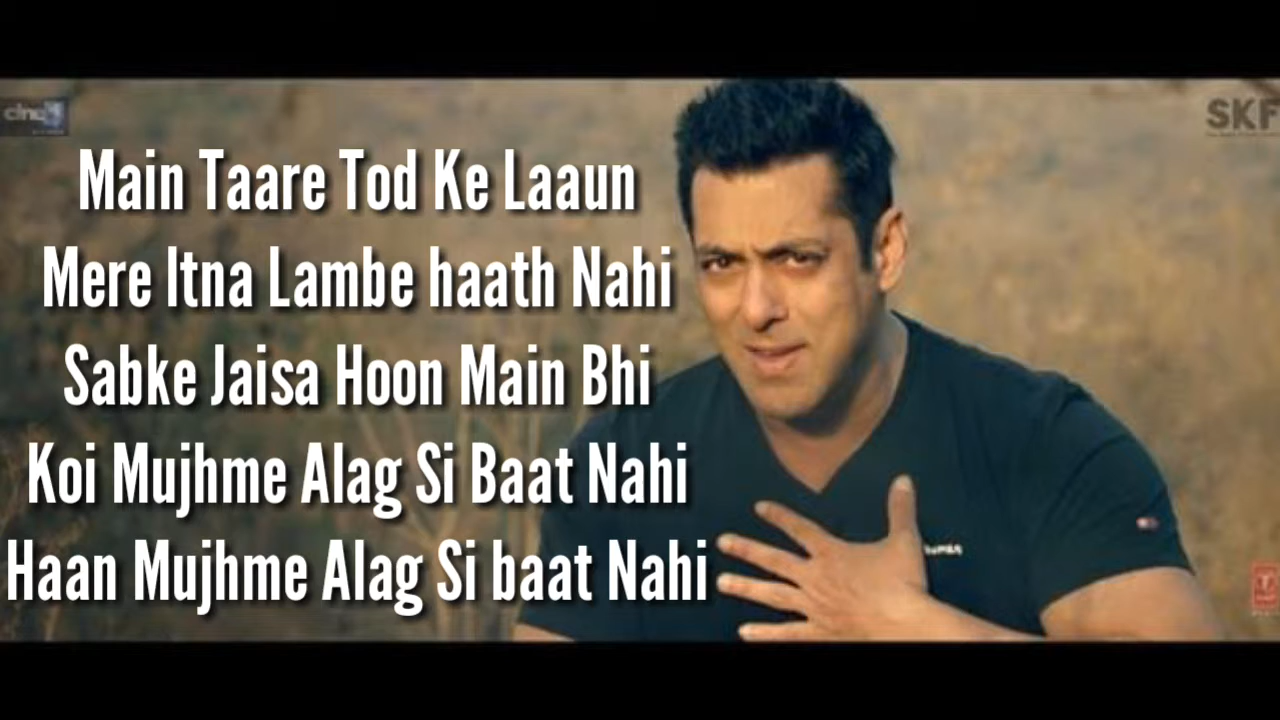 cine1
SKF
Main Taare Tod Ke Laaun
Mere Itna Lambe haath Nahi
Sabke Jaisa Hoon Main Bhi
Koi Mujhme Alag Si Baat Nahi
Haan Mujhme Alag Si baat Nahi